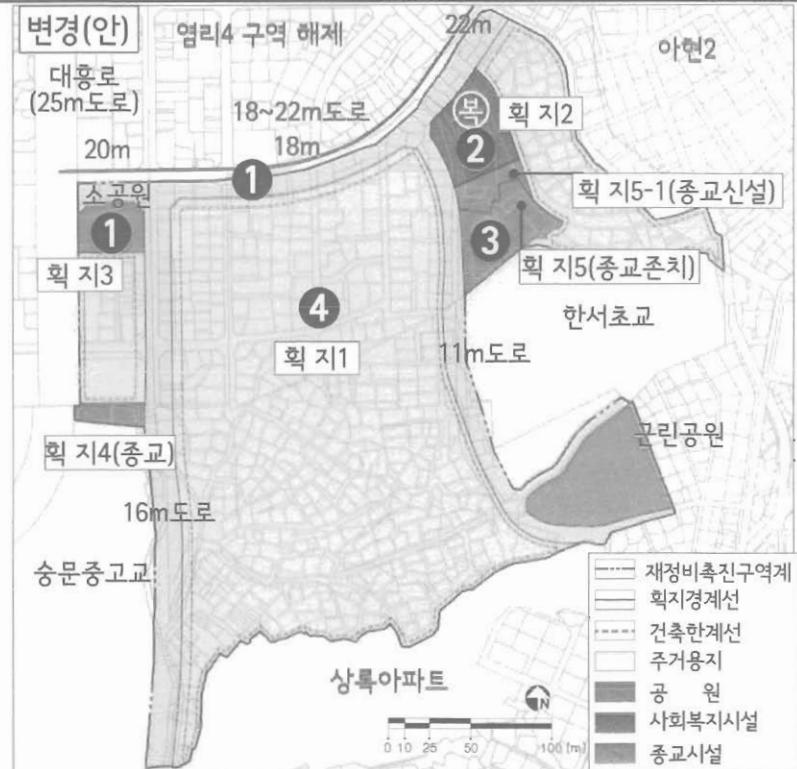 변경(안)
염리4 구역 해제
22m
아현2
대흥로
(25m도로)
18~22m도로
20m
18m
복
획 지2
2
1
소공원
획 지5-1(종교신설)
1
3
획 지3
획 지5(종교존치)
4
한서초교
획 지1
11m도로
근린공원
획 지4(종교)
16m도로
숭문중고교
상록아파트
N
0 10 25 50 100 [m]
재정비촉진구역계
획지경계선
건축한계선
주거용지
공 원
사회복지시설
종교시설